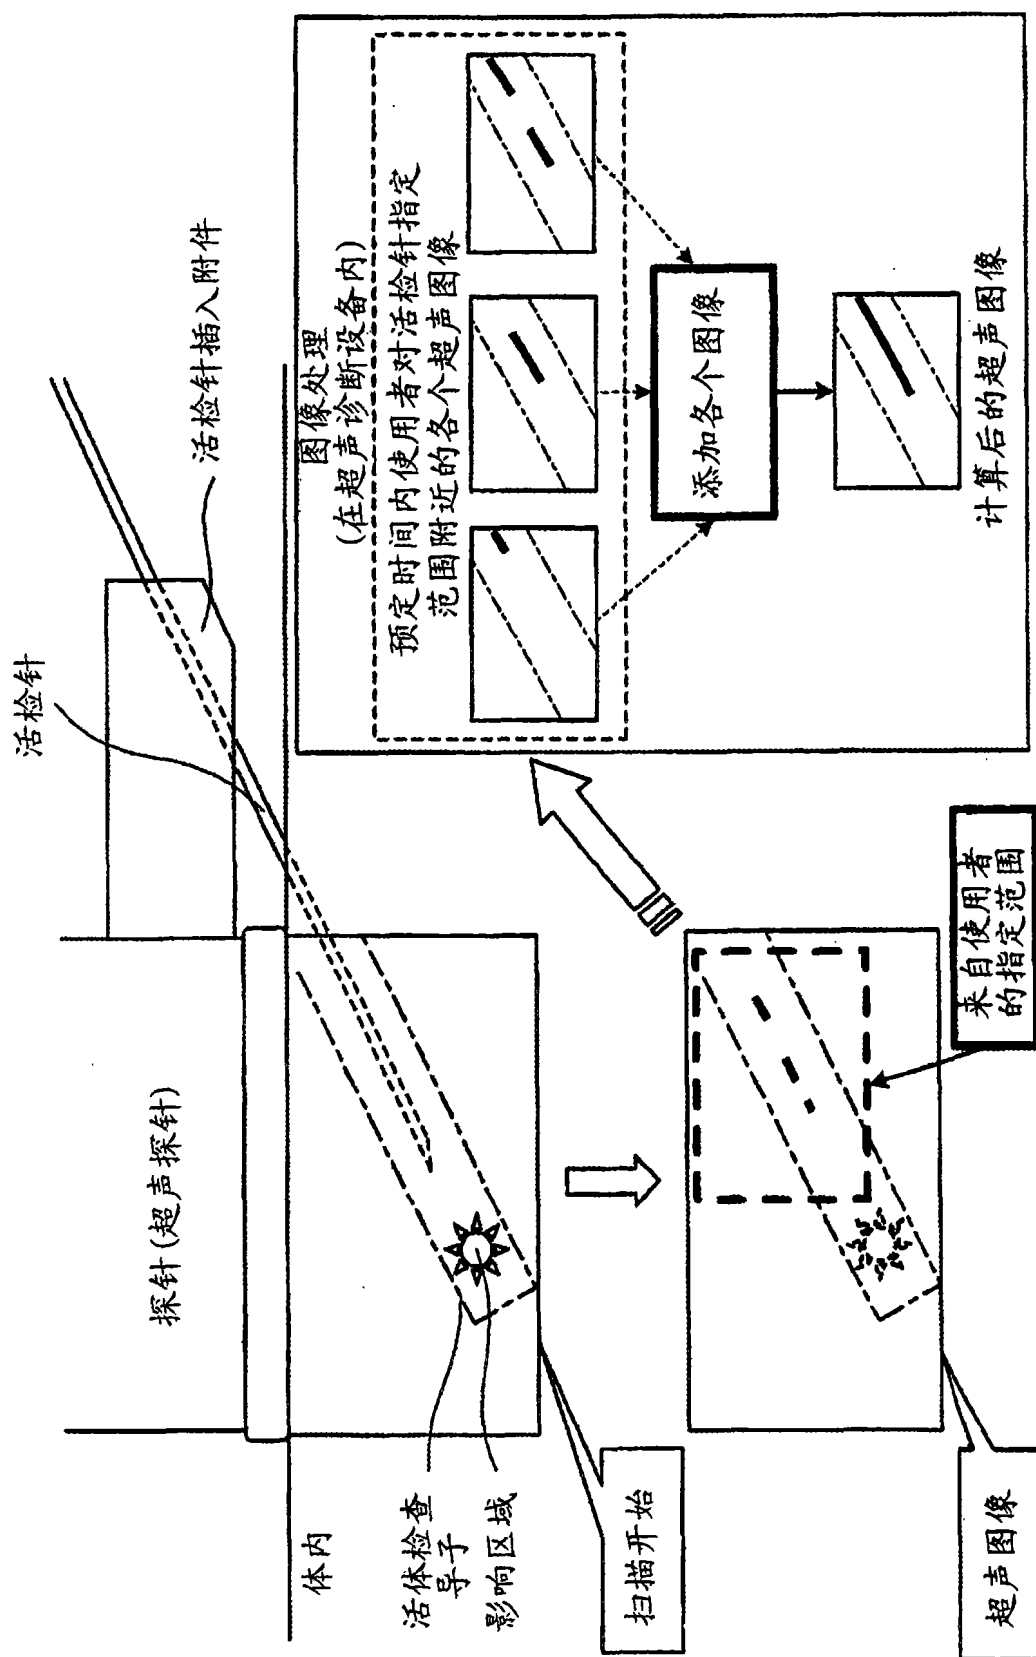 活检针
活检针插入附件
探针(超声探针)
体内
活体检查
导子
影响区域
扫描开始
超声图像
来自使用者
的指定范围
图像处理
(在超声诊断设备内)
预定时间内使用者对活检针指定
范围附近的各个超声图像
添加各个图像
计算后的超声图像